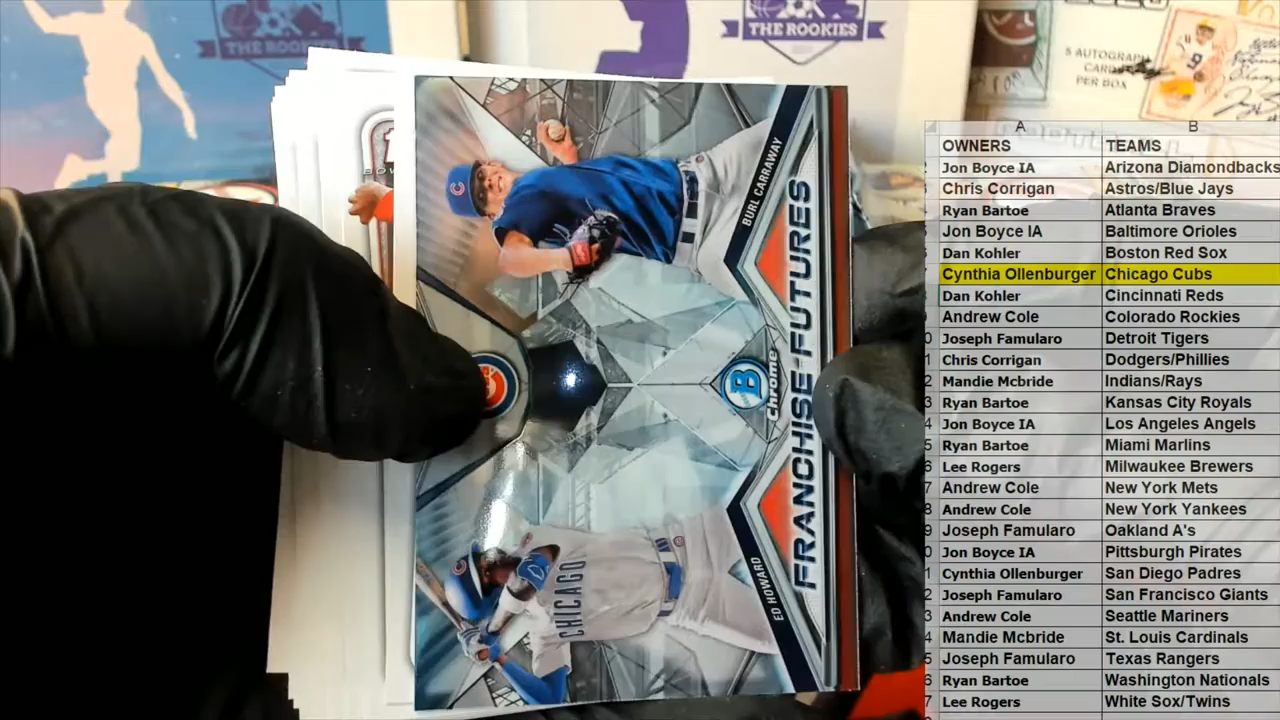 THE ROOKIES
THE ROOKIES
5 AUTOGRAPH
PER BOX
BURL CARRAWAY
FRANCHISE FUTURES
B
Chrome
ED HOWARD
CHICAGO
C
C
A B
OWNERS TEAMS
Jon Boyce IA Arizona Diamondbacks
Chris Corrigan Astros/Blue Jays
Ryan Bartoe Atlanta Braves
Jon Boyce IA Baltimore Orioles
Dan Kohler Boston Red Sox
Cynthia Ollenburger Chicago Cubs
Dan Kohler Cincinnati Reds
Andrew Cole Colorado Rockies
Joseph Famularo Detroit Tigers
Chris Corrigan Dodgers/Phillies
Mandie Mcbride Indians/Rays
Ryan Bartoe Kansas City Royals
Jon Boyce IA Los Angeles Angels
Ryan Bartoe Miami Marlins
Lee Rogers Milwaukee Brewers
Andrew Cole New York Mets
Andrew Cole New York Yankees
Joseph Famularo Oakland A's
Jon Boyce IA Pittsburgh Pirates
Cynthia Ollenburger San Diego Padres
Joseph Famularo San Francisco Giants
Andrew Cole Seattle Mariners
Mandie Mcbride St. Louis Cardinals
Joseph Famularo Texas Rangers
Ryan Bartoe Washington Nationals
Lee Rogers White Sox/Twins